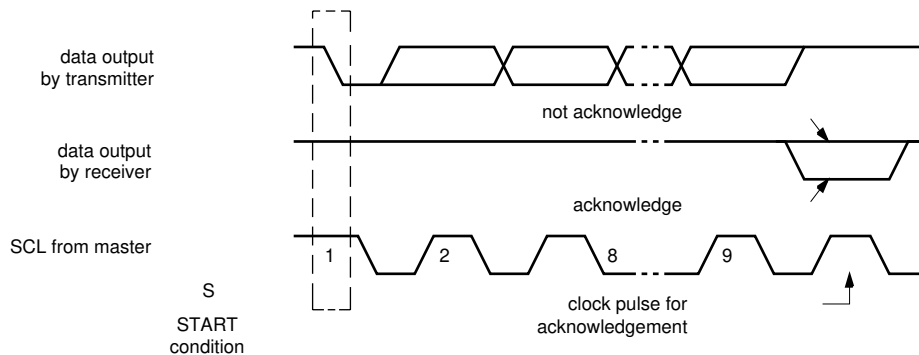 data output
by transmitter
not acknowledge
data output
by receiver
acknowledge
SCL from master
1
2
8
9
S
START
condition
clock pulse for
acknowledgement